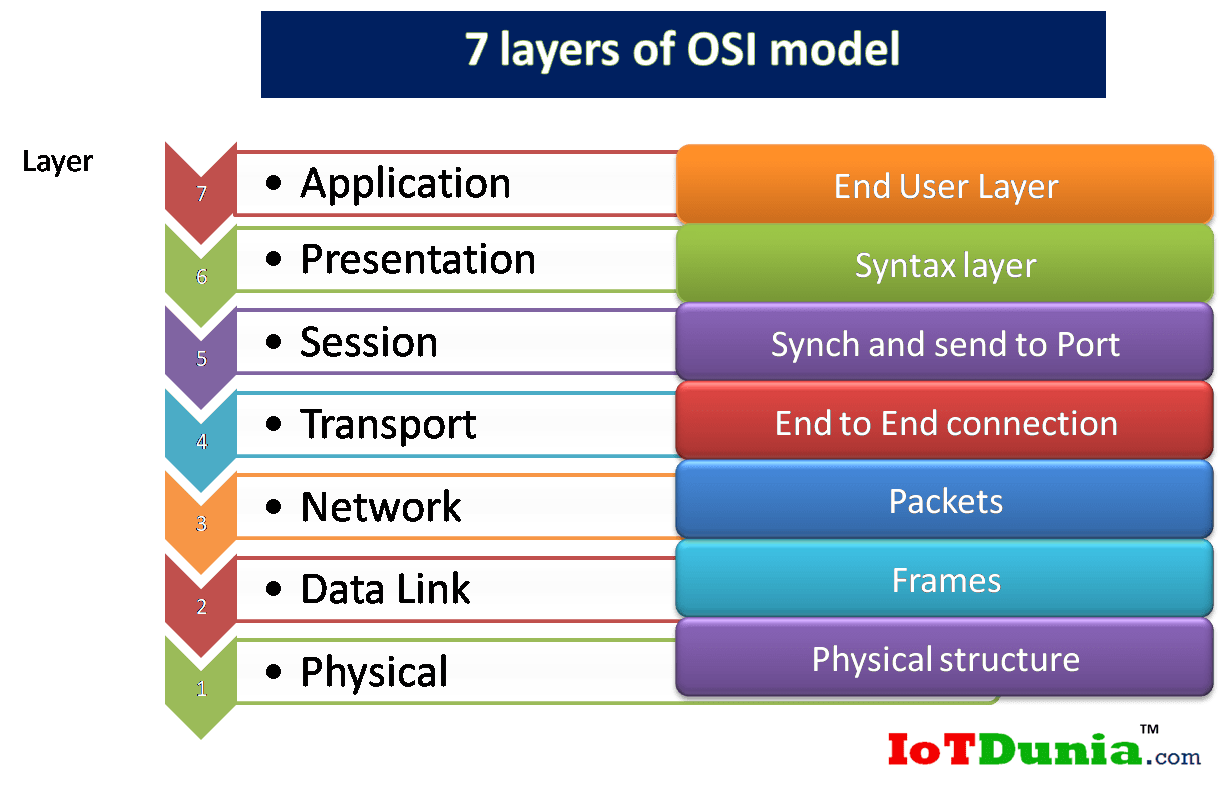 7 layers of OSI model
Layer
7 • Application End User Layer
6 • Presentation Syntax layer
5 • Session Synch and send to Port
4 • Transport End to End connection
3 • Network Packets
2 • Data Link Frames
1 • Physical Physical structure
IoTDunia.com™